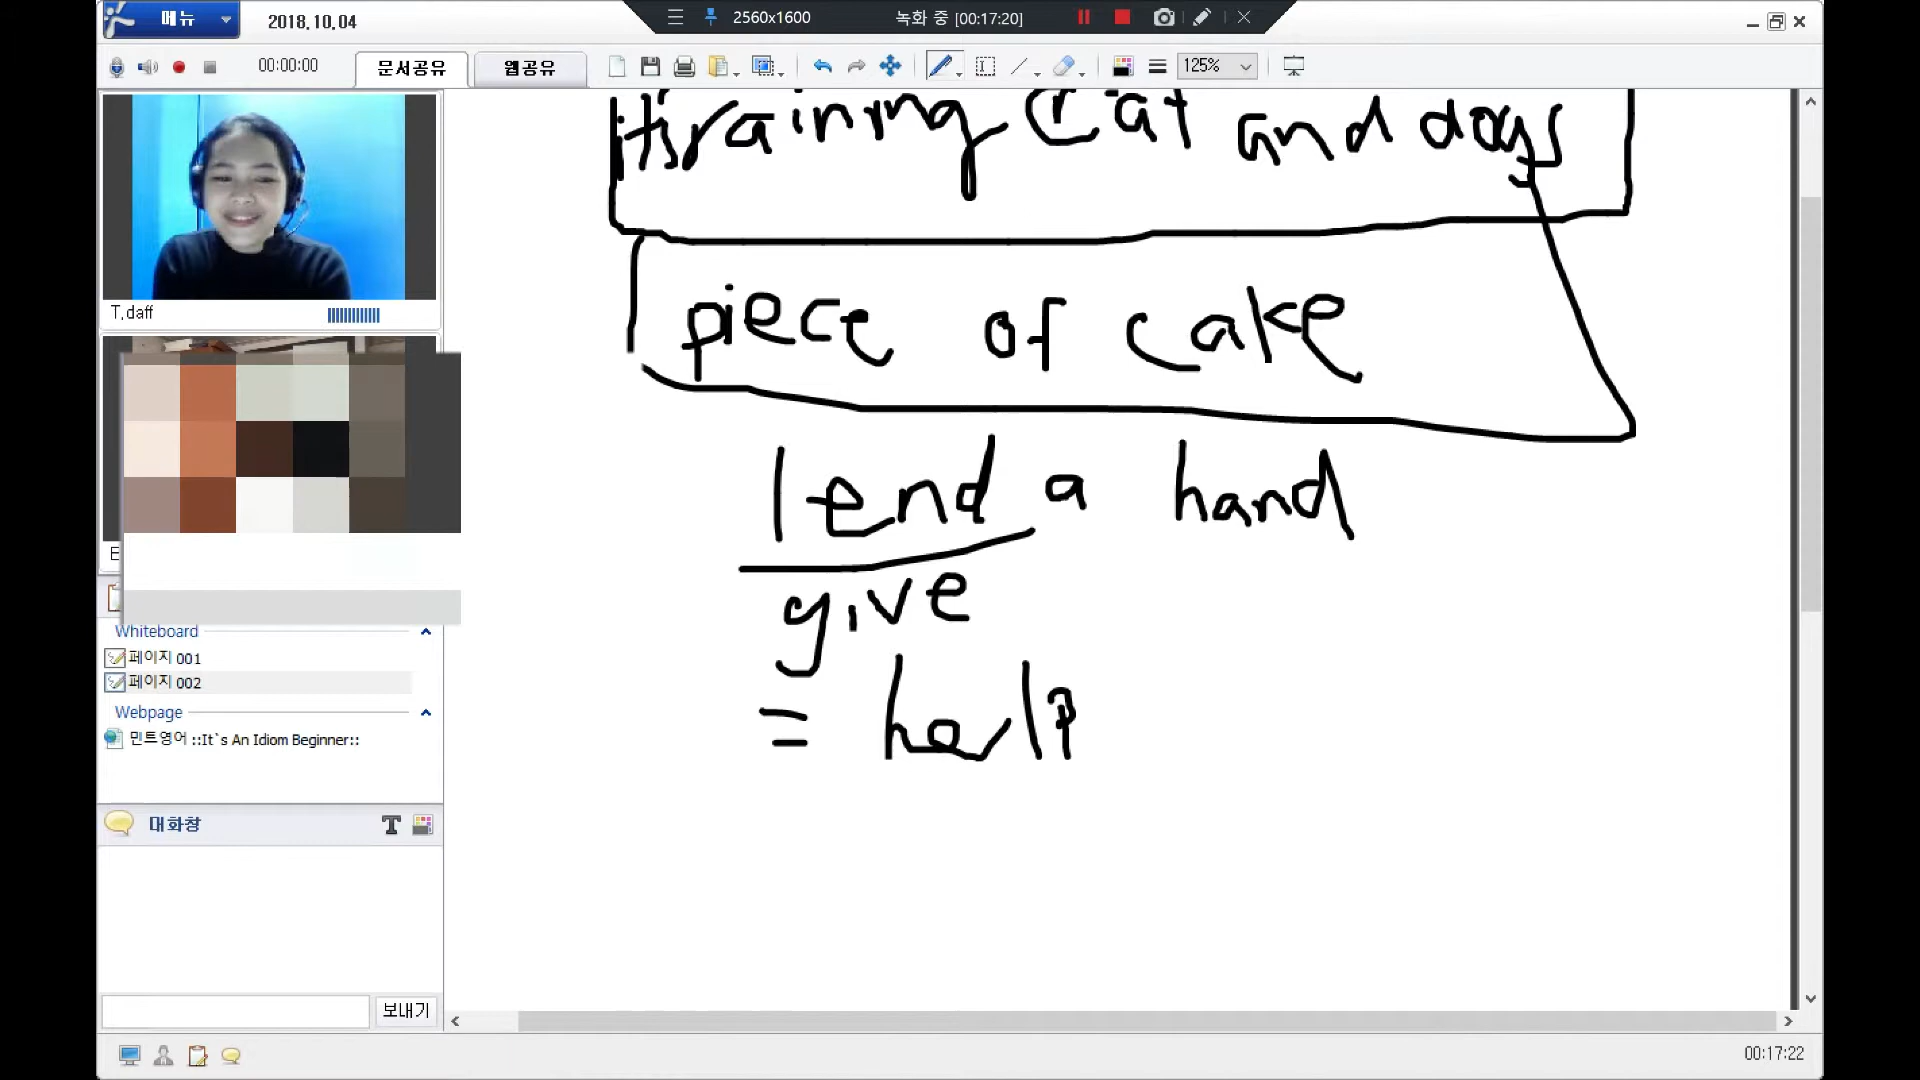 메뉴
2018.10.04
2560x1600
녹화 중 [00:17:20]
00:00:00
문서공유
웹공유
125%
T.daff
E
Whiteboard
페이지 001
페이지 002
Webpage
민트영어 ::It`s An Idiom Beginner::
대화창
T
보내기
raining cat and dogs
piece of cake
lend a hand
give
= help
00:17:22